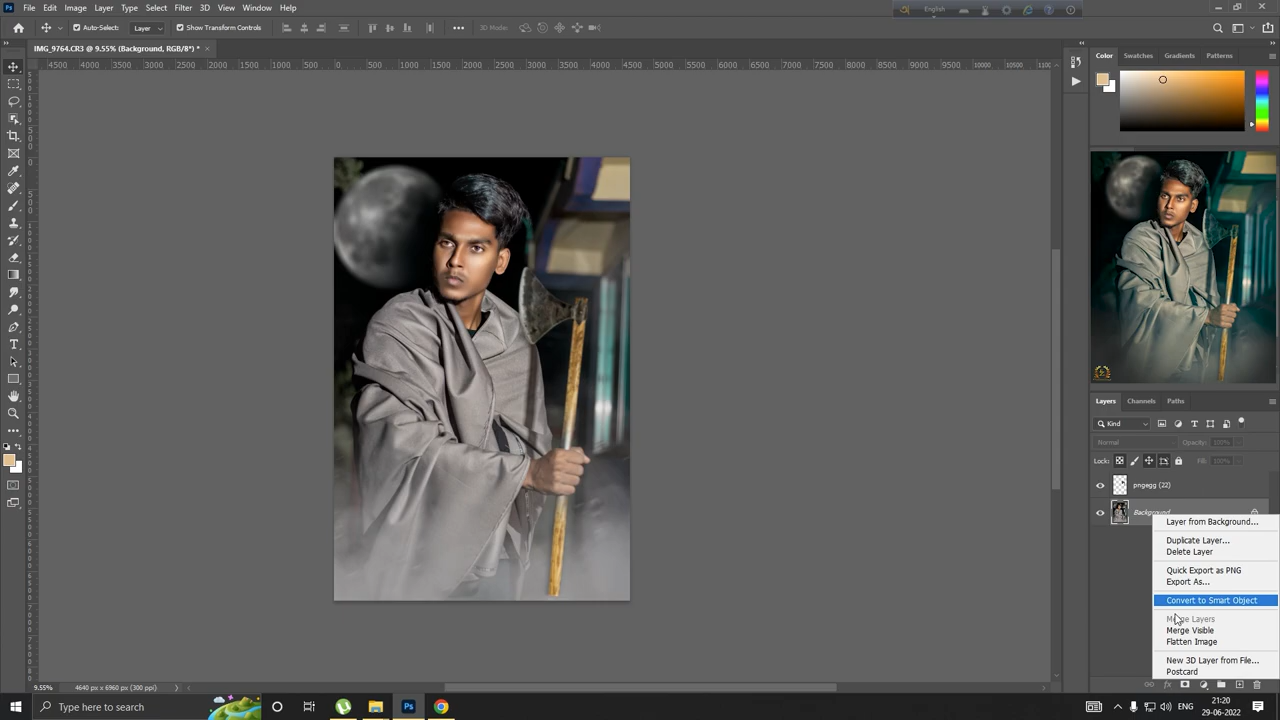 File Edit Image Layer Type Select Filter 3D View Window Help
English
Auto-Select: Layer Show Transform Controls 3D Mode:
IMG_9764.CR3 @ 9.55% (Background, RGB/8*) *
4500 4000 3500 3000 2500 2000 1500 1000 500 0 500 1000 1500 2000 2500 3000 3500 4000 4500 5000 5500 6000 6500 7000 7500 8000 8500 9000 9500 10000 10500 1100
Color Swatches Gradients Patterns
Layers Channels Paths
Kind
Normal Opacity: 100%
Lock: Fill: 100%
pngegg (22)
Background
Layer from Background...
Duplicate Layer...
Delete Layer
Quick Export as PNG
Export As...
Convert to Smart Object
Merge Layers
Merge Visible
Flatten Image
New 3D Layer from File...
Postcard
9.55% 4640 px x 6960 px (300 ppi)
Type here to search
ENG
21:20
29-06-2022